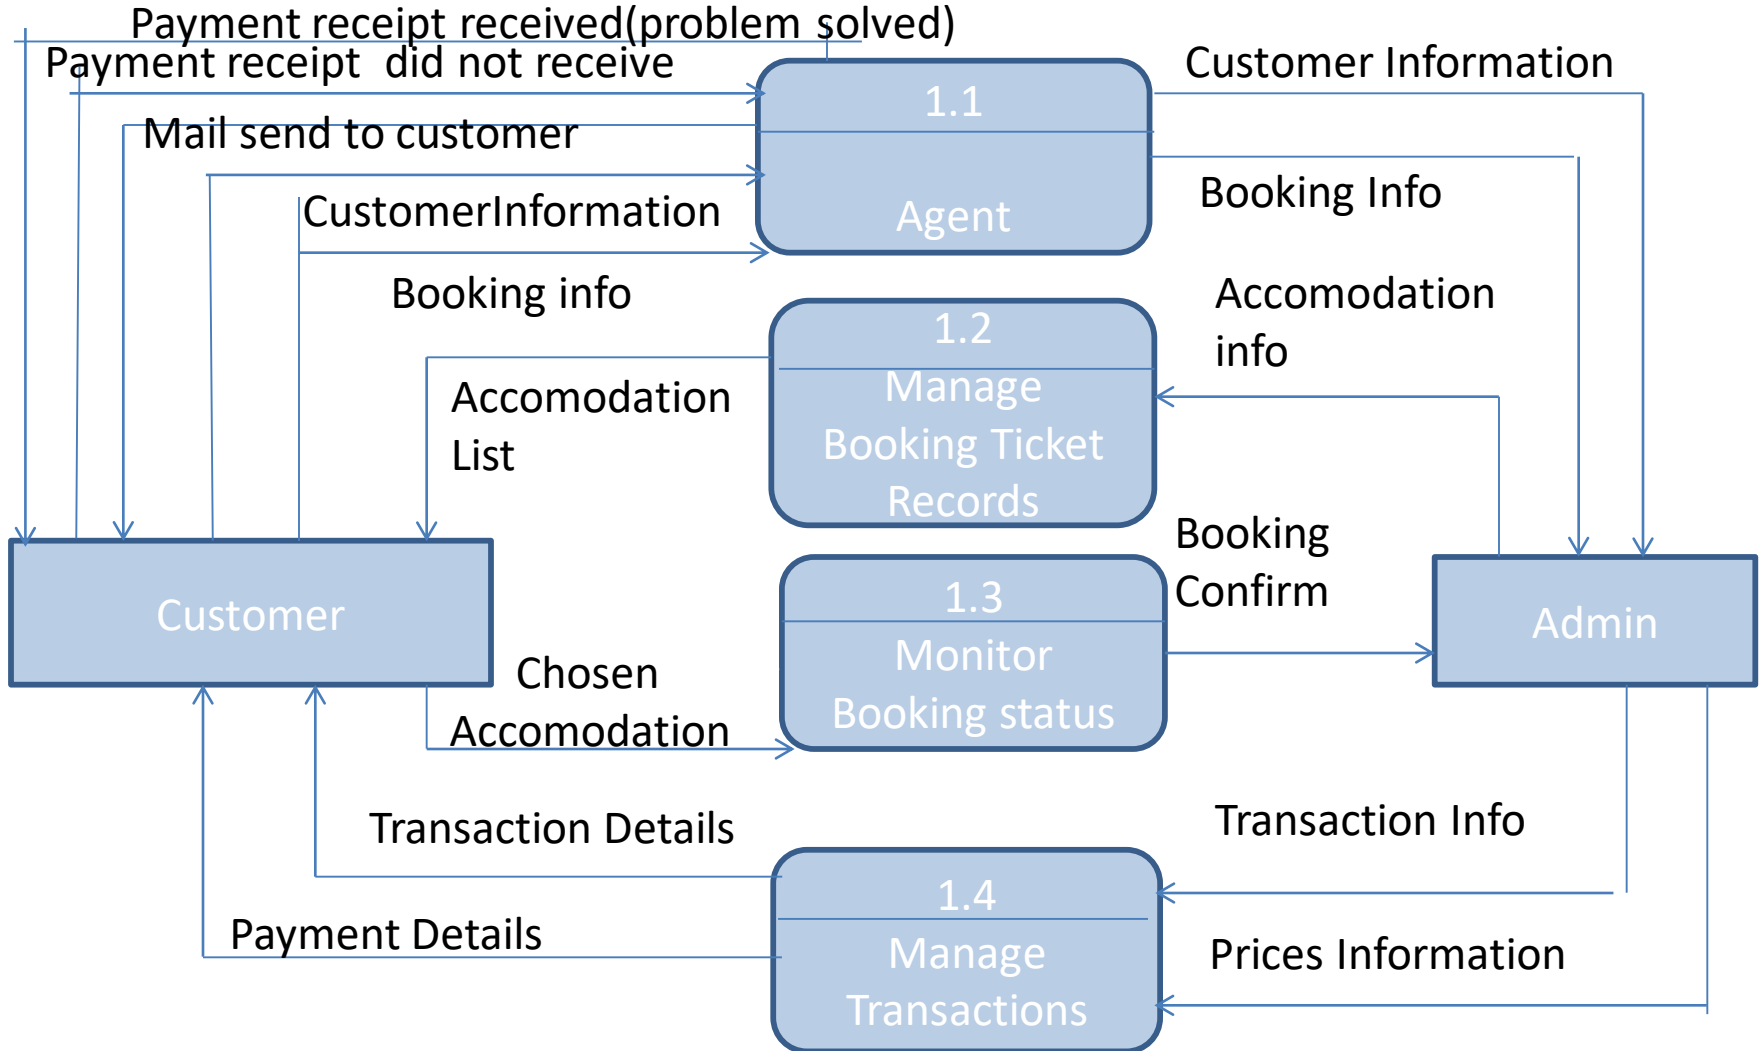 Payment receipt received(problem solved)
Payment receipt did not receive
Mail send to customer
CustomerInformation
Booking info
1.1
Agent
Customer Information
Booking Info
Accomodation
info
1.2
Manage
Booking Ticket
Records
Accomodation
List
Booking
Confirm
Customer
1.3
Monitor
Booking status
Admin
Chosen
Accomodation
Transaction Details
Payment Details
1.4
Manage
Transactions
Transaction Info
Prices Information